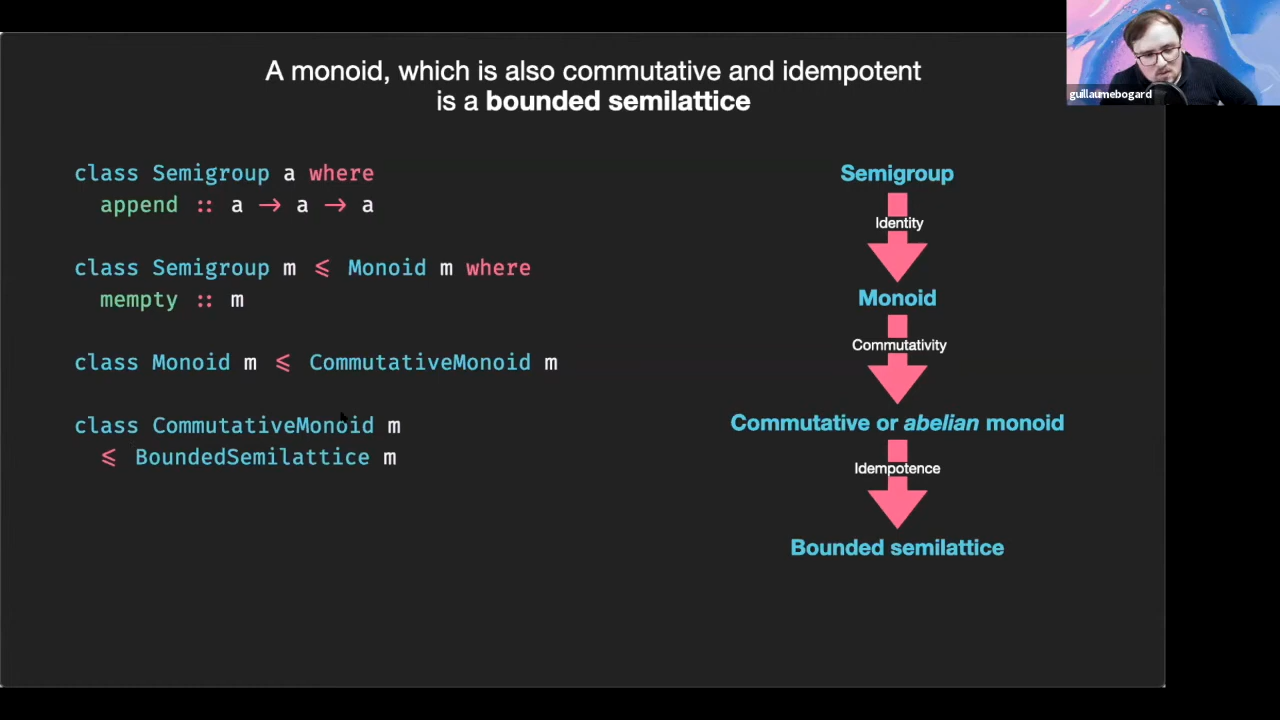 A monoid, which is also commutative and idempotent
is a bounded semilattice
guillaumebogard
class Semigroup a where
append :: a → a → a
class Semigroup m ⩽ Monoid m where
mempty :: m
class Monoid m ⩽ CommutativeMonoid m
class CommutativeMonoid m
⩽ BoundedSemilattice m
Semigroup
Identity
Monoid
Commutativity
Commutative or abelian monoid
Idempotence
Bounded semilattice